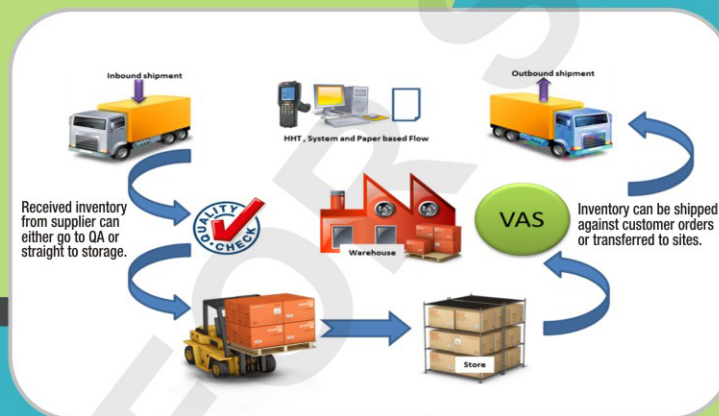 Inbound shipment
Outbound shipment
HHT , System and Paper based Flow
Received inventory
from supplier can
either go to QA or
straight to storage.
QUALITY
CHECK
Warehouse
VAS
Inventory can be shipped
against customer orders
or transferred to sites.
Store
FOR S